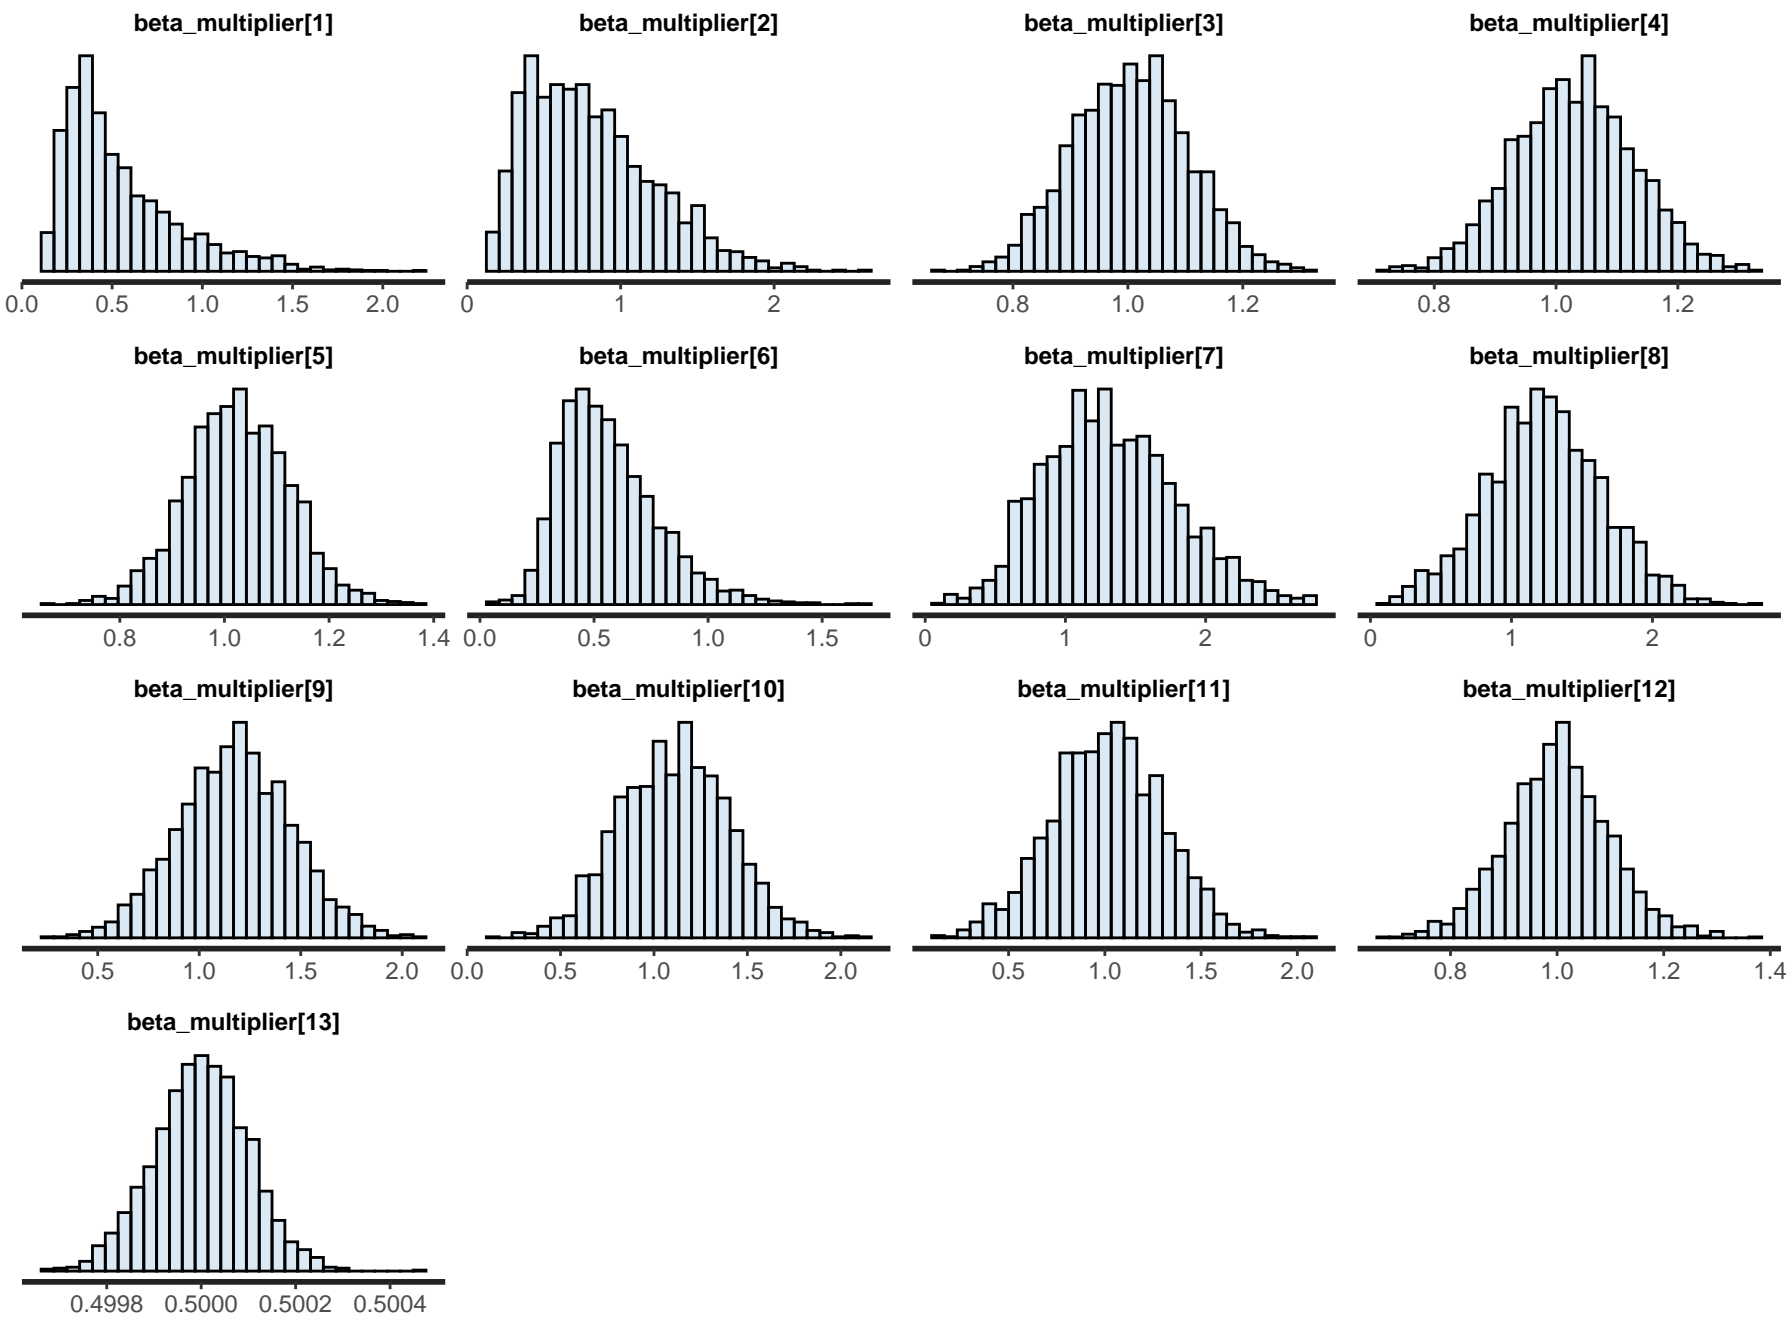 beta_multiplier[1] beta_multiplier[2] beta_multiplier[3] beta_multiplier[4]
0.0 0.5 1.0 1.5 2.0 0 1 2 0.8 1.0 1.2 0.8 1.0 1.2
beta_multiplier[5] beta_multiplier[6] beta_multiplier[7] beta_multiplier[8]
0.8 1.0 1.2 1.4 0.0 0.5 1.0 1.5 0 1 2 0 1 2
beta_multiplier[9] beta_multiplier[10] beta_multiplier[11] beta_multiplier[12]
0.5 1.0 1.5 2.0 0.0 0.5 1.0 1.5 2.0 0.5 1.0 1.5 2.0 0.8 1.0 1.2 1.4
beta_multiplier[13]
0.4998 0.5000 0.5002 0.5004